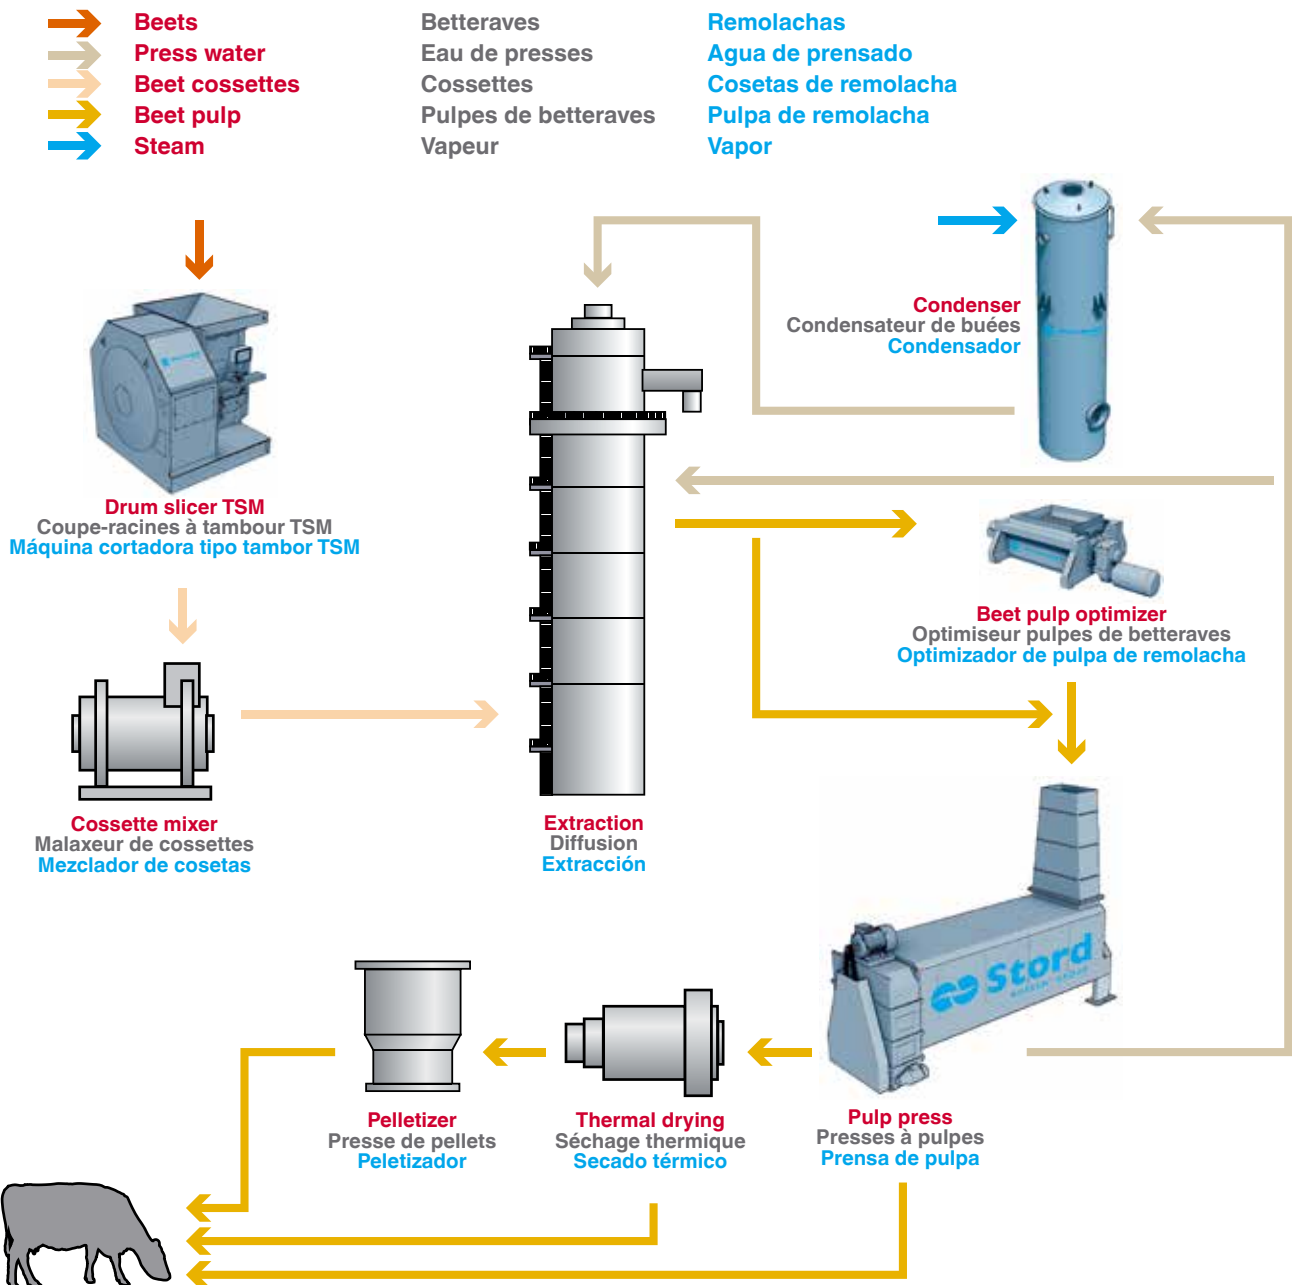 Beets Betteraves Remolachas
Press water Eau de presses Agua de prensado
Beet cossettes Cossettes Cosetas de remolacha
Beet pulp Pulpes de betteraves Pulpa de remolacha
Steam Vapeur Vapor
Condenser
Condensateur de buées
Condensador
Drum slicer TSM
Coupe-racines à tambour TSM
Máquina cortadora tipo tambor TSM
Beet pulp optimizer
Optimiseur pulpes de betteraves
Optimizador de pulpa de remolacha
Cossette mixer
Malaxeur de cossettes
Mezclador de cosetas
Extraction
Diffusion
Extracción
Stord
Pelletizer
Presse de pellets
Peletizador
Thermal drying
Séchage thermique
Secado térmico
Pulp press
Presses à pulpes
Prensa de pulpa